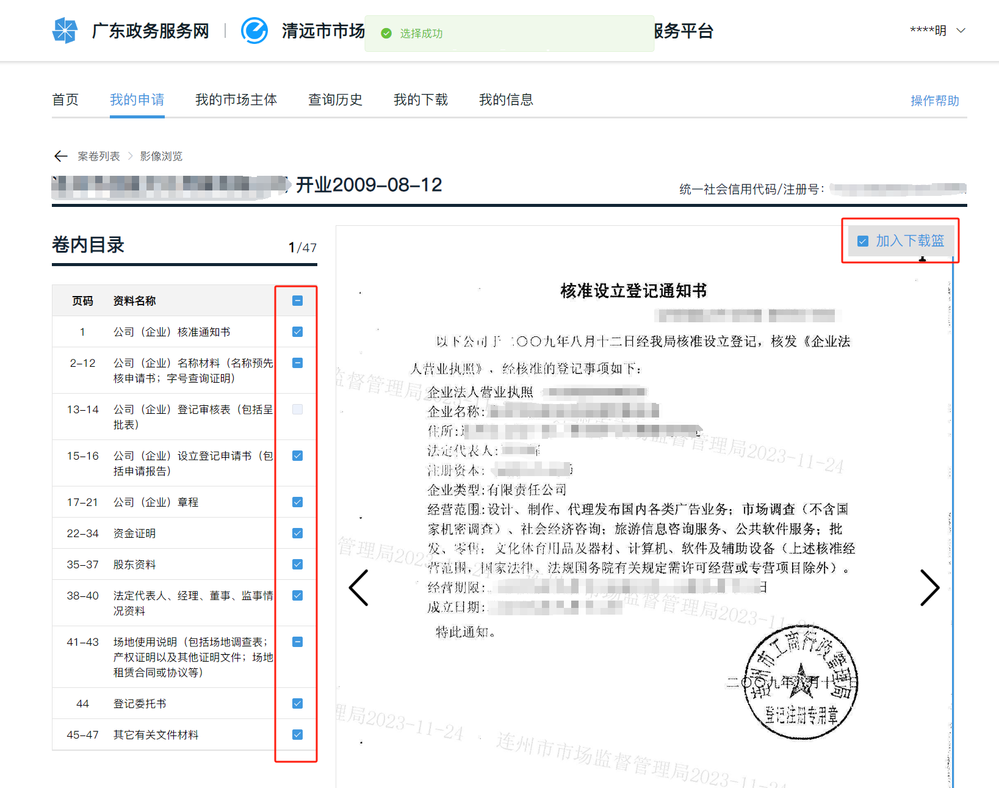 广东政务服务网
清远市市场
选择成功
服务平台
****明
首页
我的申请
我的市场主体
查询历史
我的下载
我的信息
操作帮助
案卷列表
影像浏览
开业2009-08-12
统一社会信用代码/注册号：
卷内目录
1/47
加入下载篮
页码
资料名称
1
公司（企业）核准通知书
2-12
公司（企业）名称材料（名称预先
核申请书；字号查询证明）
13-14
公司（企业）登记审核表（包括呈
批表）
15-16
公司（企业）设立登记申请书（包
括申请报告）
17-21
公司（企业）章程
22-34
资金证明
35-37
股东资料
38-40
法定代表人、经理、董事、监事情
况资料
41-43
场地使用说明（包括场地调查表；
产权证明以及其他证明文件；场地
租赁合同或协议等）
44
登记委托书
45-47
其它有关文件材料
核准设立登记通知书
以下公司于二〇〇九年八月十二日经我局核准设立登记，核发《企业法
人营业执照》，经核准的登记事项如下：
企业法人营业执照
企业名称:
住所:
法定代表人:
注册资本:
企业类型:有限责任公司
经营范围:设计、制作、代理发布国内各类广告业务；市场调查（不含国
家机密调查）、社会经济咨询；旅游信息咨询服务、公共软件服务；批
发、零售：文化体育用品及器材、计算机、软件及辅助设备（上述核准经
营范围，国家法律、法规国务院有关规定需许可经营或专营项目除外）。
经营期限:
日
成立日期:
特此通知。
连州市工商行政管理局
二〇〇九年八月十二日
登记注册专用章
监督管理局2023-11-24
市场监督管理局2023-11-24
管理局2023-11-24
连州市市场监督管理局2023-11-24
管理局2023-11-24
连州市市场监督管理局2023-11-24